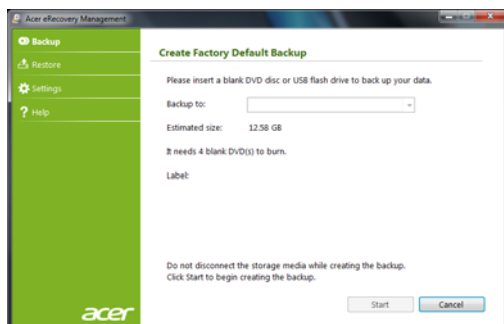 Acer eRecovery Management
Backup
Restore
Settings
? Help
Create Factory Default Backup
Please insert a blank DVD disc or USB flash drive to back up your data.
Backup to:
Estimated size: 12.58 GB
It needs 4 blank DVD(s) to burn.
Label:
Do not disconnect the storage media while creating the backup.
Click Start to begin creating the backup.
Start Cancel
acer